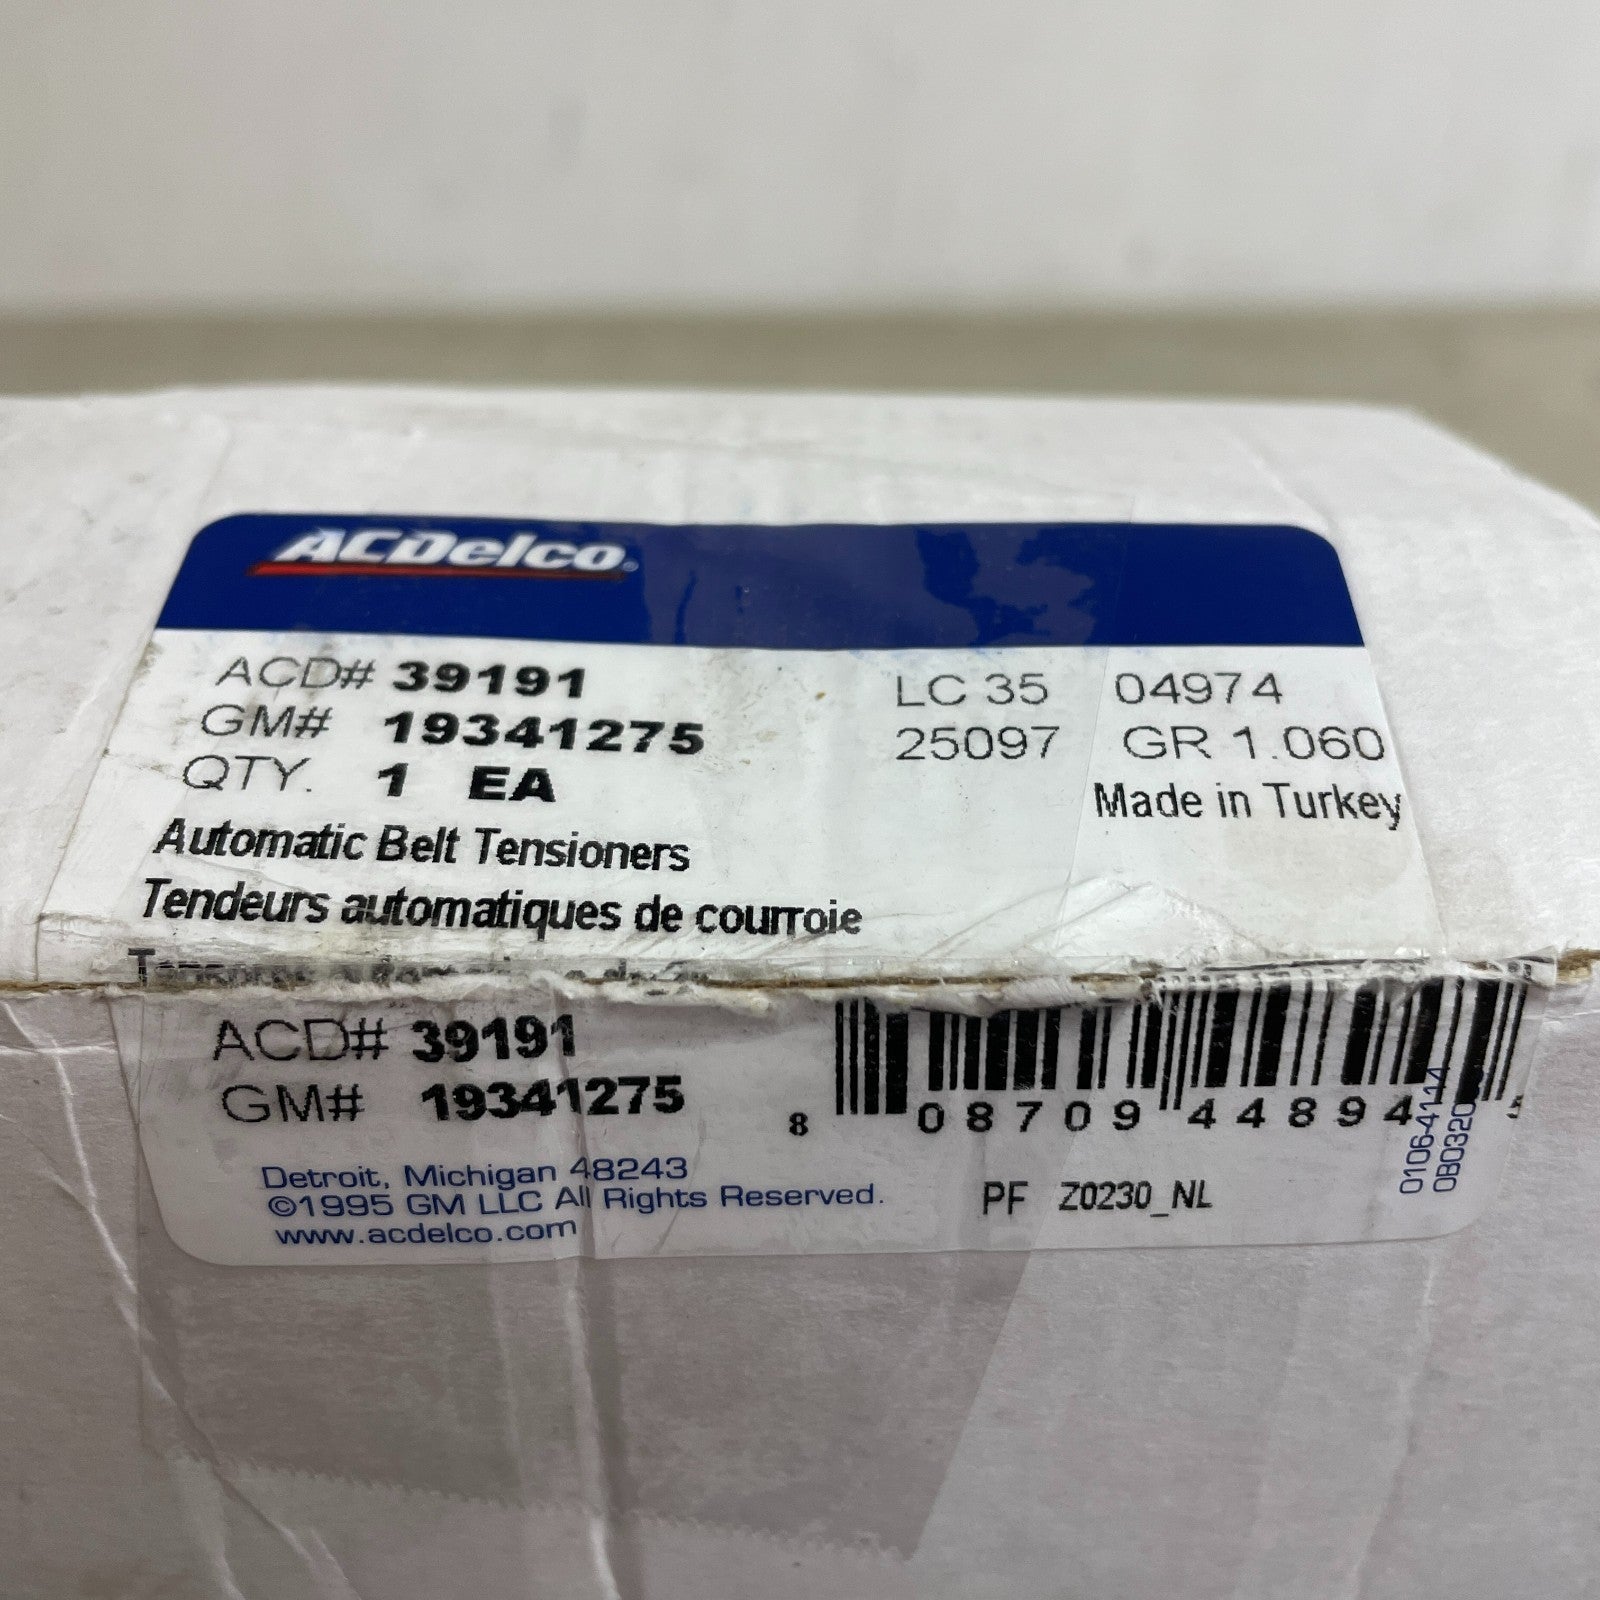 ACDelco®
ACD# 39191 LC 35 04974
GM# 19341275 25097 GR 1.060
QTY. 1 EA Made in Turkey
Automatic Belt Tensioners
Tendeurs automatiques de courroie
ACD# 39191
GM# 19341275
8 08709 44894 5
0106-4114
Detroit, Michigan 48243
©1995 GM LLC All Rights Reserved.
www.acdelco.com
PF Z0230_NL